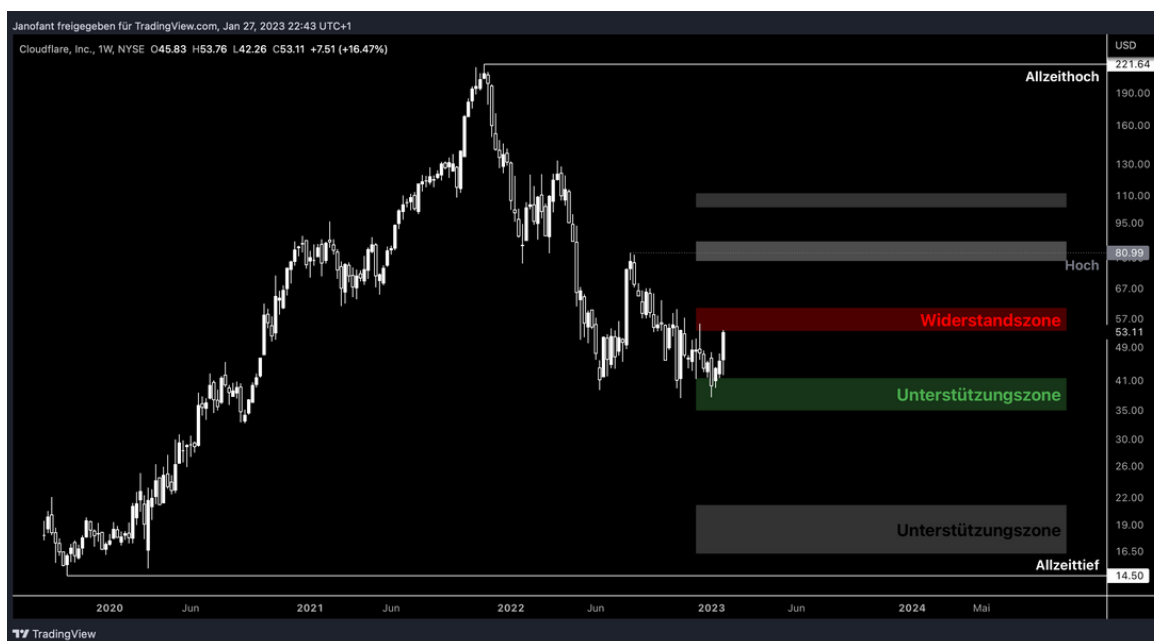 Janofant freigegeben für TradingView.com, Jan 27, 2023 22:43 UTC+1
Cloudflare, Inc., 1W, NYSE O45.83 H53.76 L42.26 C53.11 +7.51 (+16.47%)
USD
221.64
Allzeithoch
190.00
160.00
130.00
110.00
95.00
80.99
Hoch
67.00
57.00
Widerstandszone
53.11
49.00
41.00
Unterstützungszone
35.00
30.00
26.00
22.00
19.00
Unterstützungszone
16.50
Allzeittief
14.50
2020 Jun 2021 Jun 2022 Jun 2023 Jun 2024 Mai
TradingView